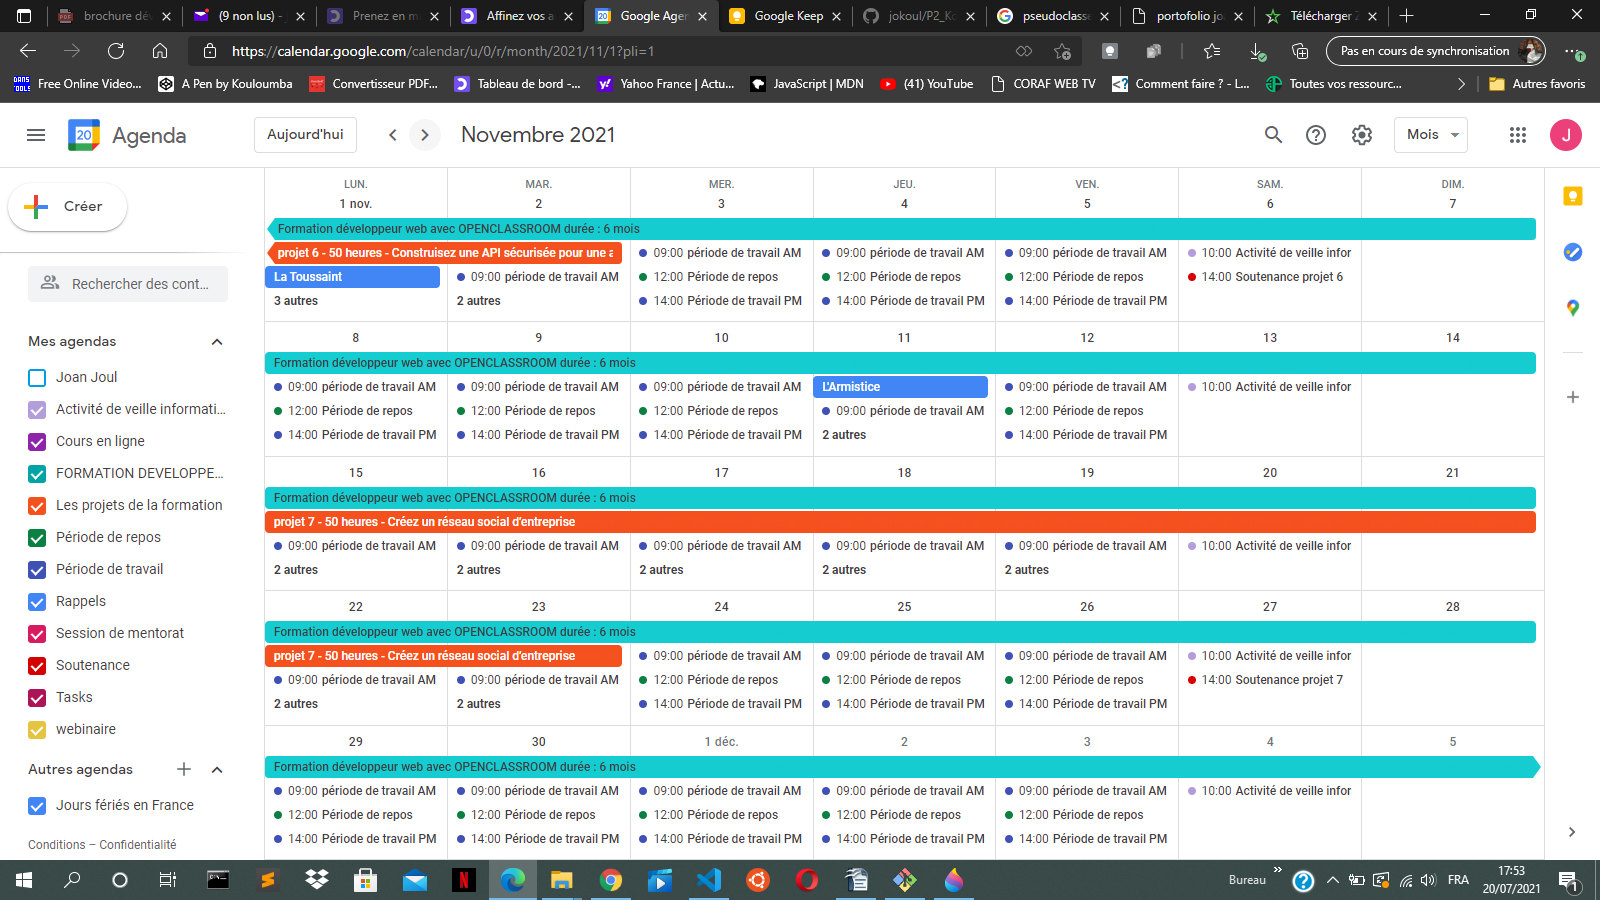 brochure dév
(9 non lus) -
Prenez en m
Affinez vos a
Google Agen
Google Keep
jokoul/P2_Ko
pseudoclasse
portofolio jo
Télécharger Z
https://calendar.google.com/calendar/u/0/r/month/2021/11/1?pli=1
Pas en cours de synchronisation
Free Online Video...
A Pen by Kouloumba
Convertisseur PDF...
Tableau de bord -...
Yahoo France | Actu...
JavaScript | MDN
(41) YouTube
CORAF WEB TV
Comment faire ? - L...
Toutes vos ressourc...
Autres favoris
20 Agenda
Aujourd'hui
Novembre 2021
Mois
J
Créer
Rechercher des cont...
Mes agendas
Joan Joul
Activité de veille informati...
Cours en ligne
FORMATION DEVELOPPE...
Les projets de la formation
Période de repos
Période de travail
Rappels
Session de mentorat
Soutenance
Tasks
webinaire
Autres agendas
Jours fériés en France
Conditions – Confidentialité
LUN. MAR. MER. JEU. VEN. SAM. DIM.
1 nov. 2 3 4 5 6 7
Formation développeur web avec OPENCLASSROOM durée : 6 mois
projet 6 - 50 heures - Construisez une API sécurisée pour une a
09:00 période de travail AM
09:00 période de travail AM
09:00 période de travail AM
10:00 Activité de veille infor
La Toussaint
09:00 période de travail AM
12:00 Période de repos
12:00 Période de repos
12:00 Période de repos
14:00 Soutenance projet 6
3 autres
2 autres
14:00 Période de travail PM
14:00 Période de travail PM
14:00 Période de travail PM
8 9 10 11 12 13 14
Formation développeur web avec OPENCLASSROOM durée : 6 mois
09:00 période de travail AM
09:00 période de travail AM
09:00 période de travail AM
L'Armistice
09:00 période de travail AM
10:00 Activité de veille infor
12:00 Période de repos
12:00 Période de repos
12:00 Période de repos
09:00 période de travail AM
12:00 Période de repos
14:00 Période de travail PM
14:00 Période de travail PM
14:00 Période de travail PM
2 autres
14:00 Période de travail PM
15 16 17 18 19 20 21
Formation développeur web avec OPENCLASSROOM durée : 6 mois
projet 7 - 50 heures - Créez un réseau social d'entreprise
09:00 période de travail AM
09:00 période de travail AM
09:00 période de travail AM
09:00 période de travail AM
09:00 période de travail AM
10:00 Activité de veille infor
2 autres
2 autres
2 autres
2 autres
2 autres
22 23 24 25 26 27 28
Formation développeur web avec OPENCLASSROOM durée : 6 mois
projet 7 - 50 heures - Créez un réseau social d'entreprise
09:00 période de travail AM
09:00 période de travail AM
09:00 période de travail AM
10:00 Activité de veille infor
09:00 période de travail AM
09:00 période de travail AM
12:00 Période de repos
12:00 Période de repos
12:00 Période de repos
14:00 Soutenance projet 7
2 autres
2 autres
14:00 Période de travail PM
14:00 Période de travail PM
14:00 Période de travail PM
29 30 1 déc. 2 3 4 5
Formation développeur web avec OPENCLASSROOM durée : 6 mois
09:00 période de travail AM
09:00 période de travail AM
09:00 période de travail AM
09:00 période de travail AM
09:00 période de travail AM
10:00 Activité de veille infor
12:00 Période de repos
12:00 Période de repos
12:00 Période de repos
12:00 Période de repos
12:00 Période de repos
14:00 Période de travail PM
14:00 Période de travail PM
14:00 Période de travail PM
14:00 Période de travail PM
14:00 Période de travail PM
Bureau
FRA
17:53
20/07/2021
1